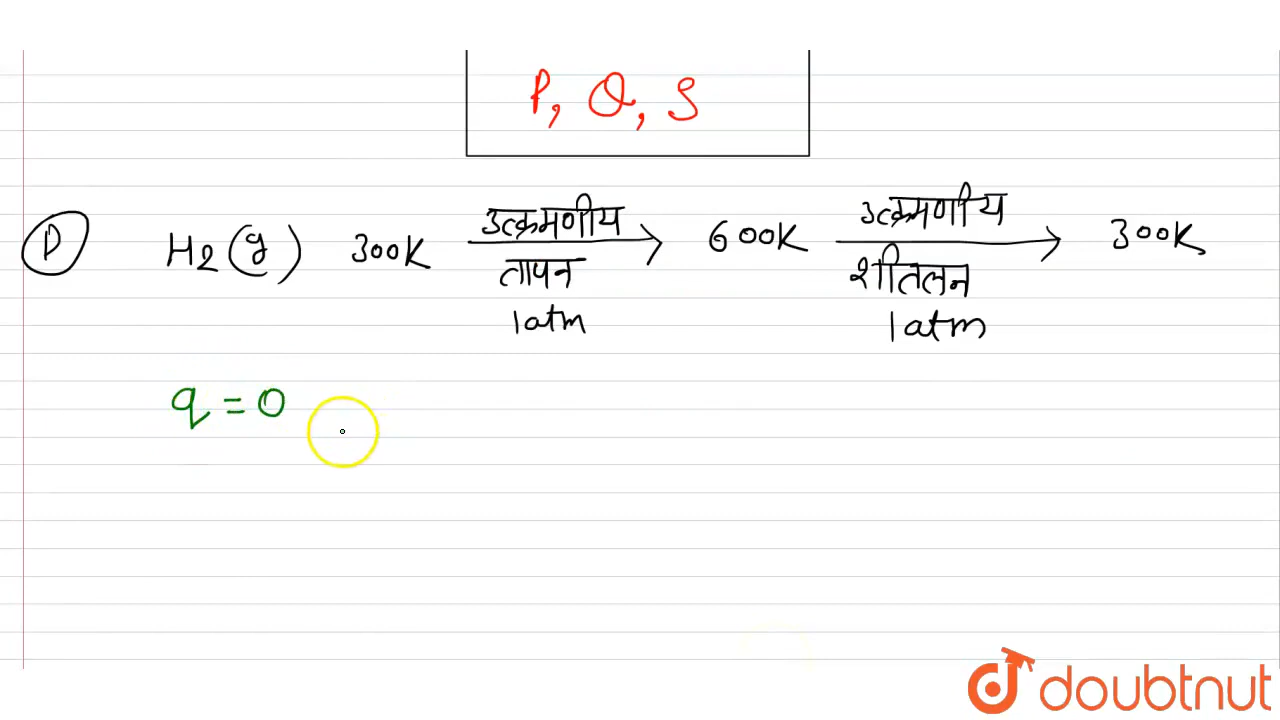 P, Q, S
P H2(g) 300K उत्क्रमणीय 600K उत्क्रमणीय 300K
तापन शीतलन
1atm 1atm
q = 0
doubtnut